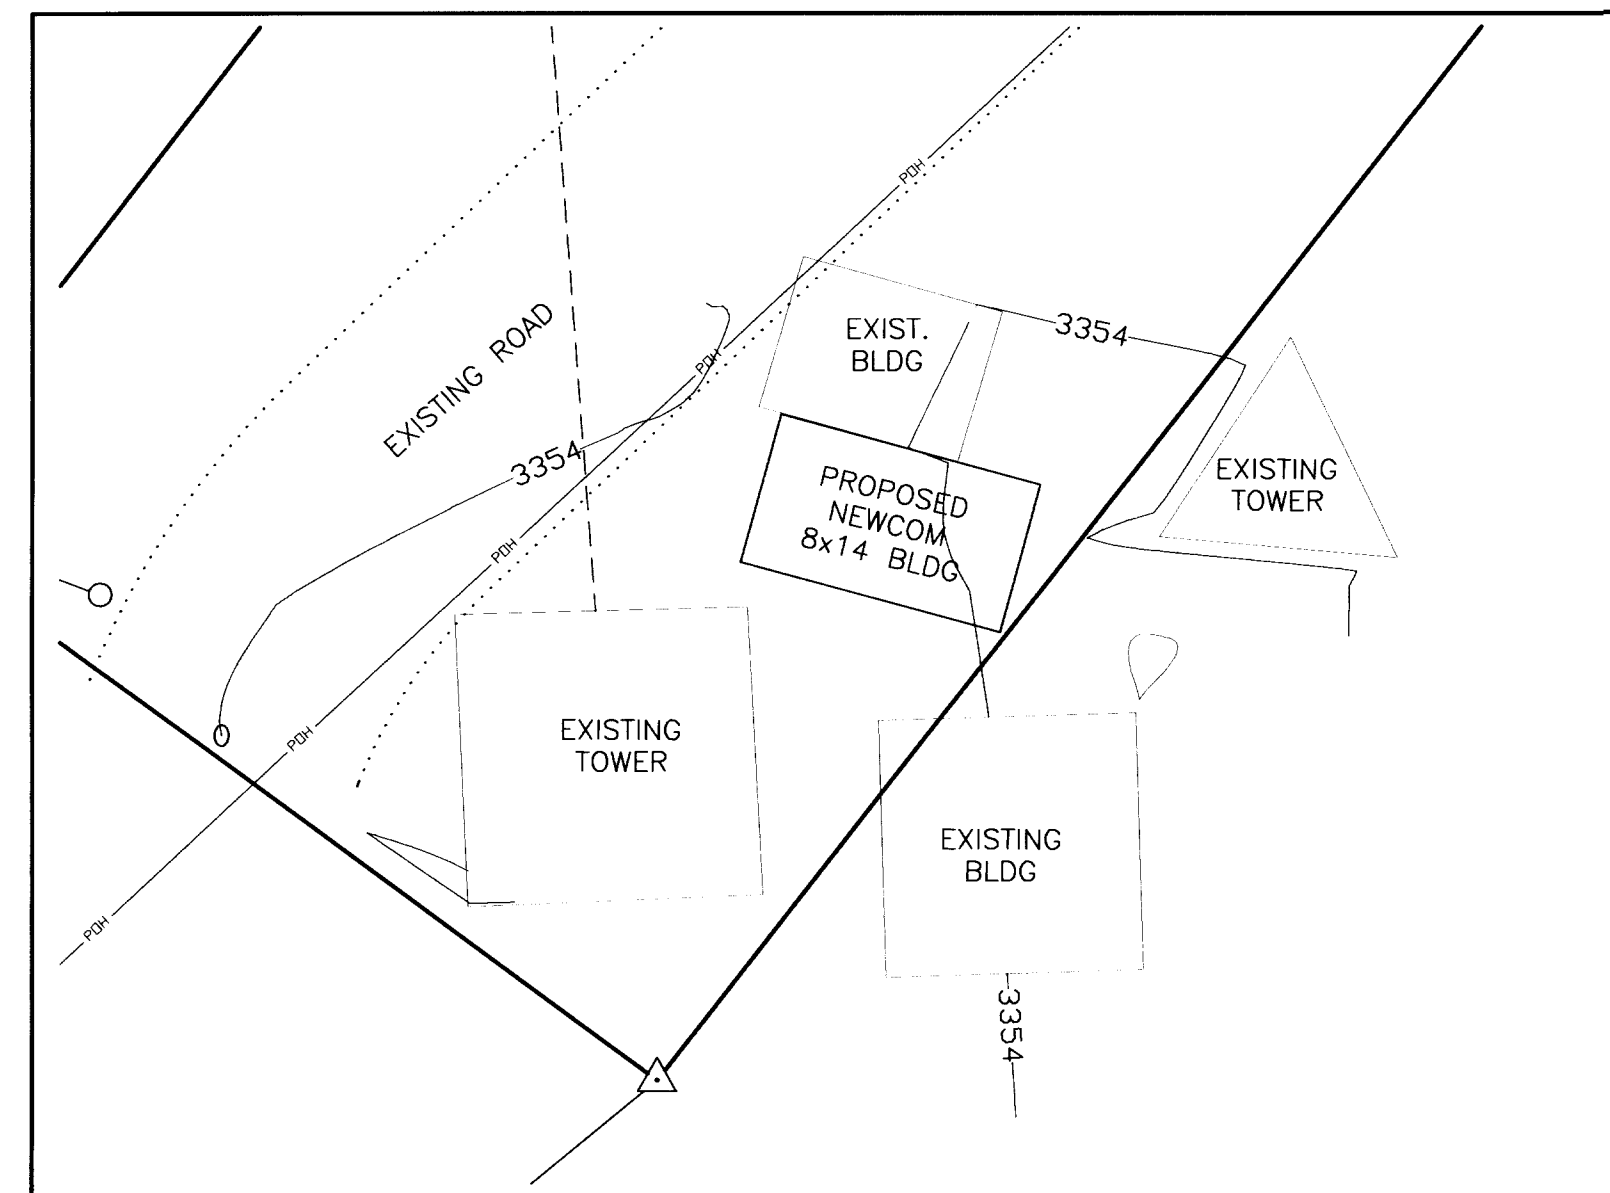 POH
EXIST.
BLDG
3354
EXISTING ROAD
POH
3354
EXISTING
TOWER
PROPOSED
NEWCOM
8x14 BLDG
POH
EXISTING
TOWER
POH
EXISTING
BLDG
POH
3354